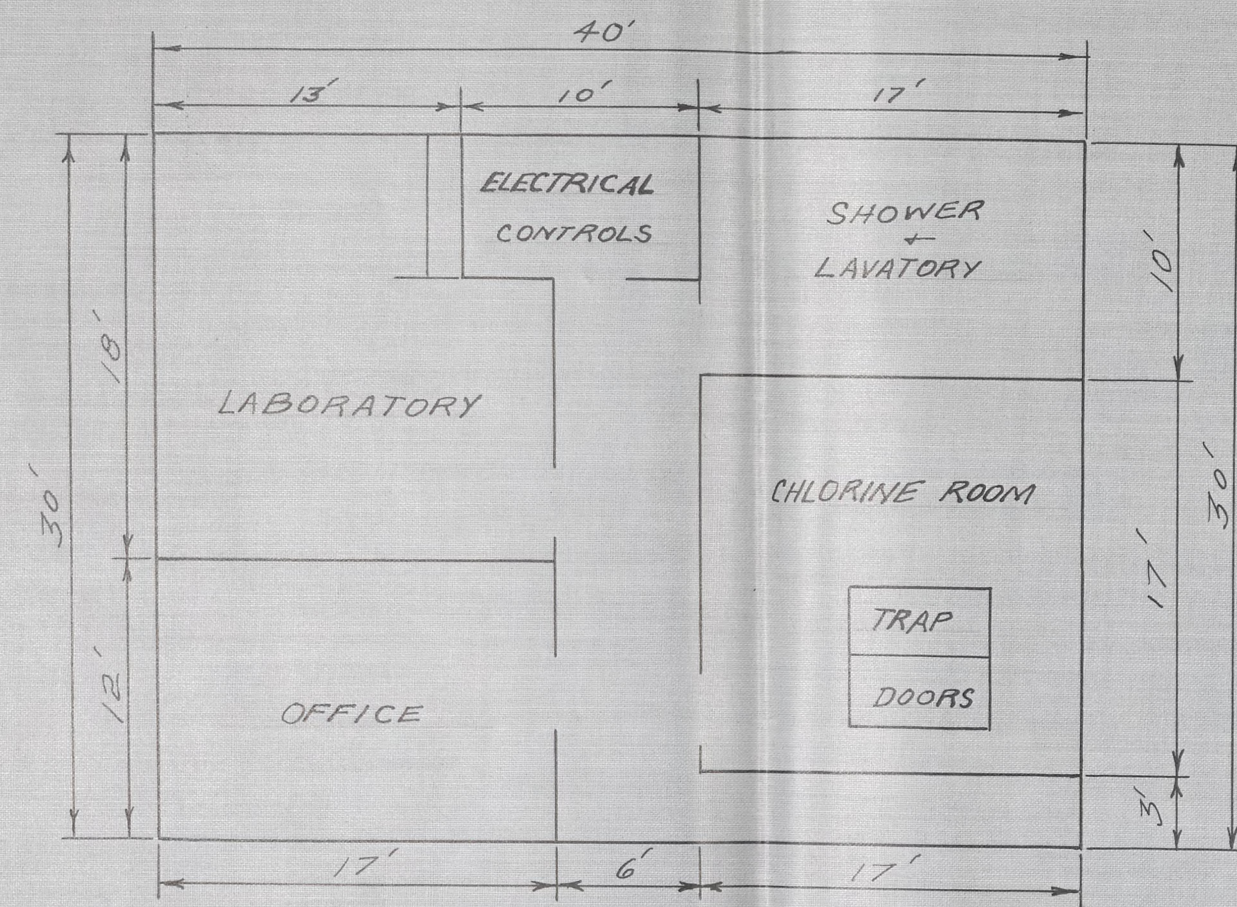 40'
13' 10' 17'
ELECTRICAL
CONTROLS
SHOWER
&
LAVATORY
10'
18'
LABORATORY
30'
CHLORINE ROOM
30'
17'
TRAP
DOORS
12'
OFFICE
3'
17' 6' 17'